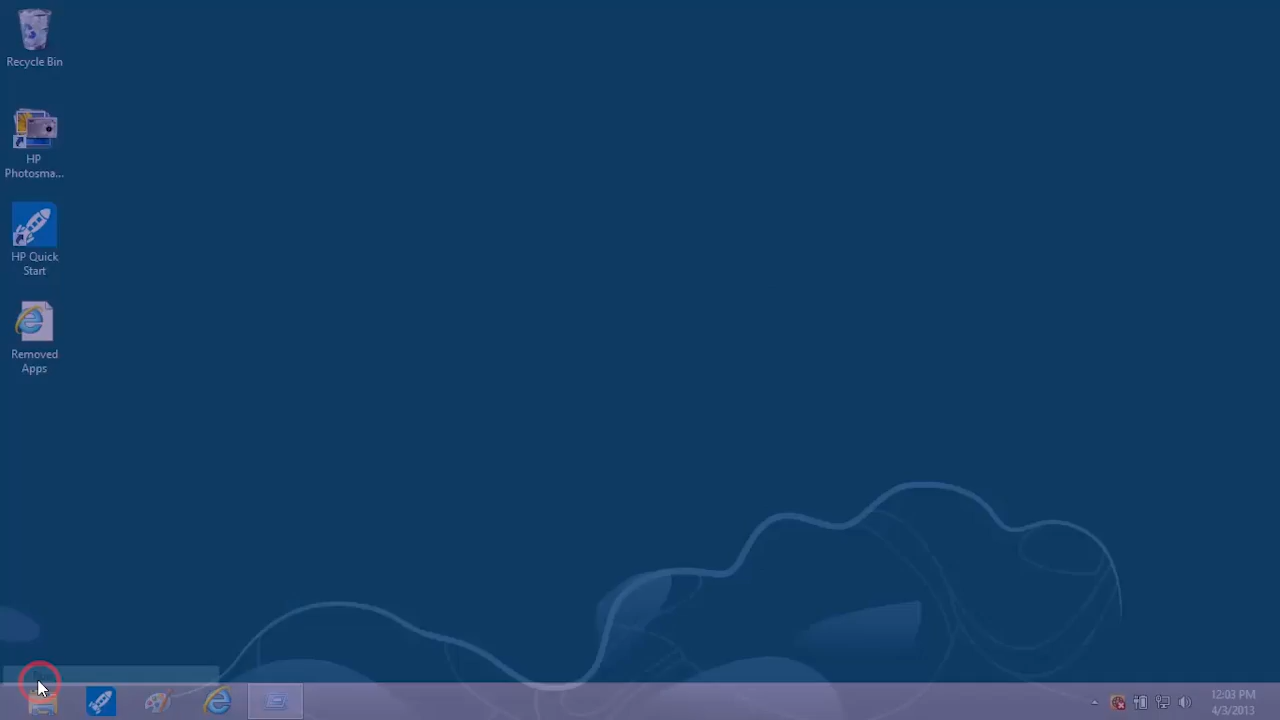 Recycle Bin
HP
Photosma...
HP Quick
Start
Removed
Apps
12:03 PM
4/3/2013